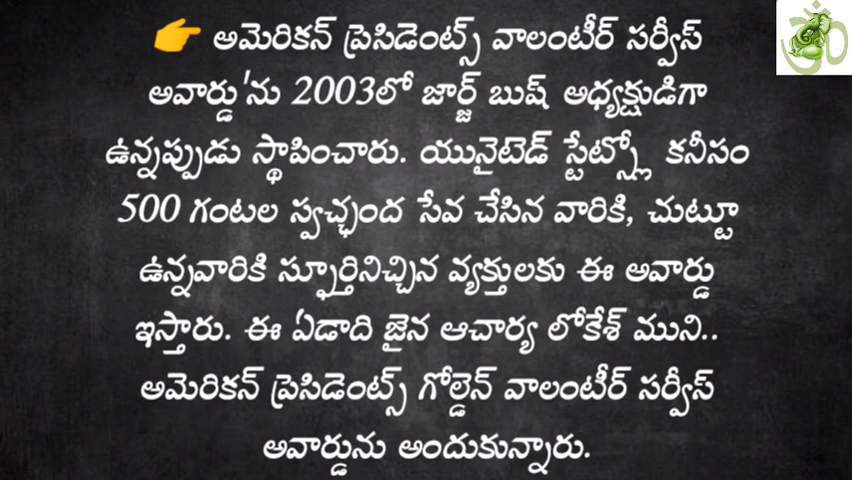 👉 అమెరికన్ ప్రెసిడెంట్స్ వాలంటీర్ సర్వీస్
అవార్డు'ను 2003లో జార్జ్ బుష్ అధ్యక్షుడిగా
ఉన్నప్పుడు స్థాపించారు. యునైటెడ్ స్టేట్స్లో కనీసం
500 గంటల స్వచ్ఛంద సేవ చేసిన వారికి, చుట్టూ
ఉన్నవారికి స్ఫూర్తినిచ్చిన వ్యక్తులకు ఈ అవార్డు
ఇస్తారు. ఈ ఏడాది జైన ఆచార్య లోకేశ్ ముని..
అమెరికన్ ప్రెసిడెంట్స్ గోల్డెన్ వాలంటీర్ సర్వీస్
అవార్డును అందుకున్నారు.